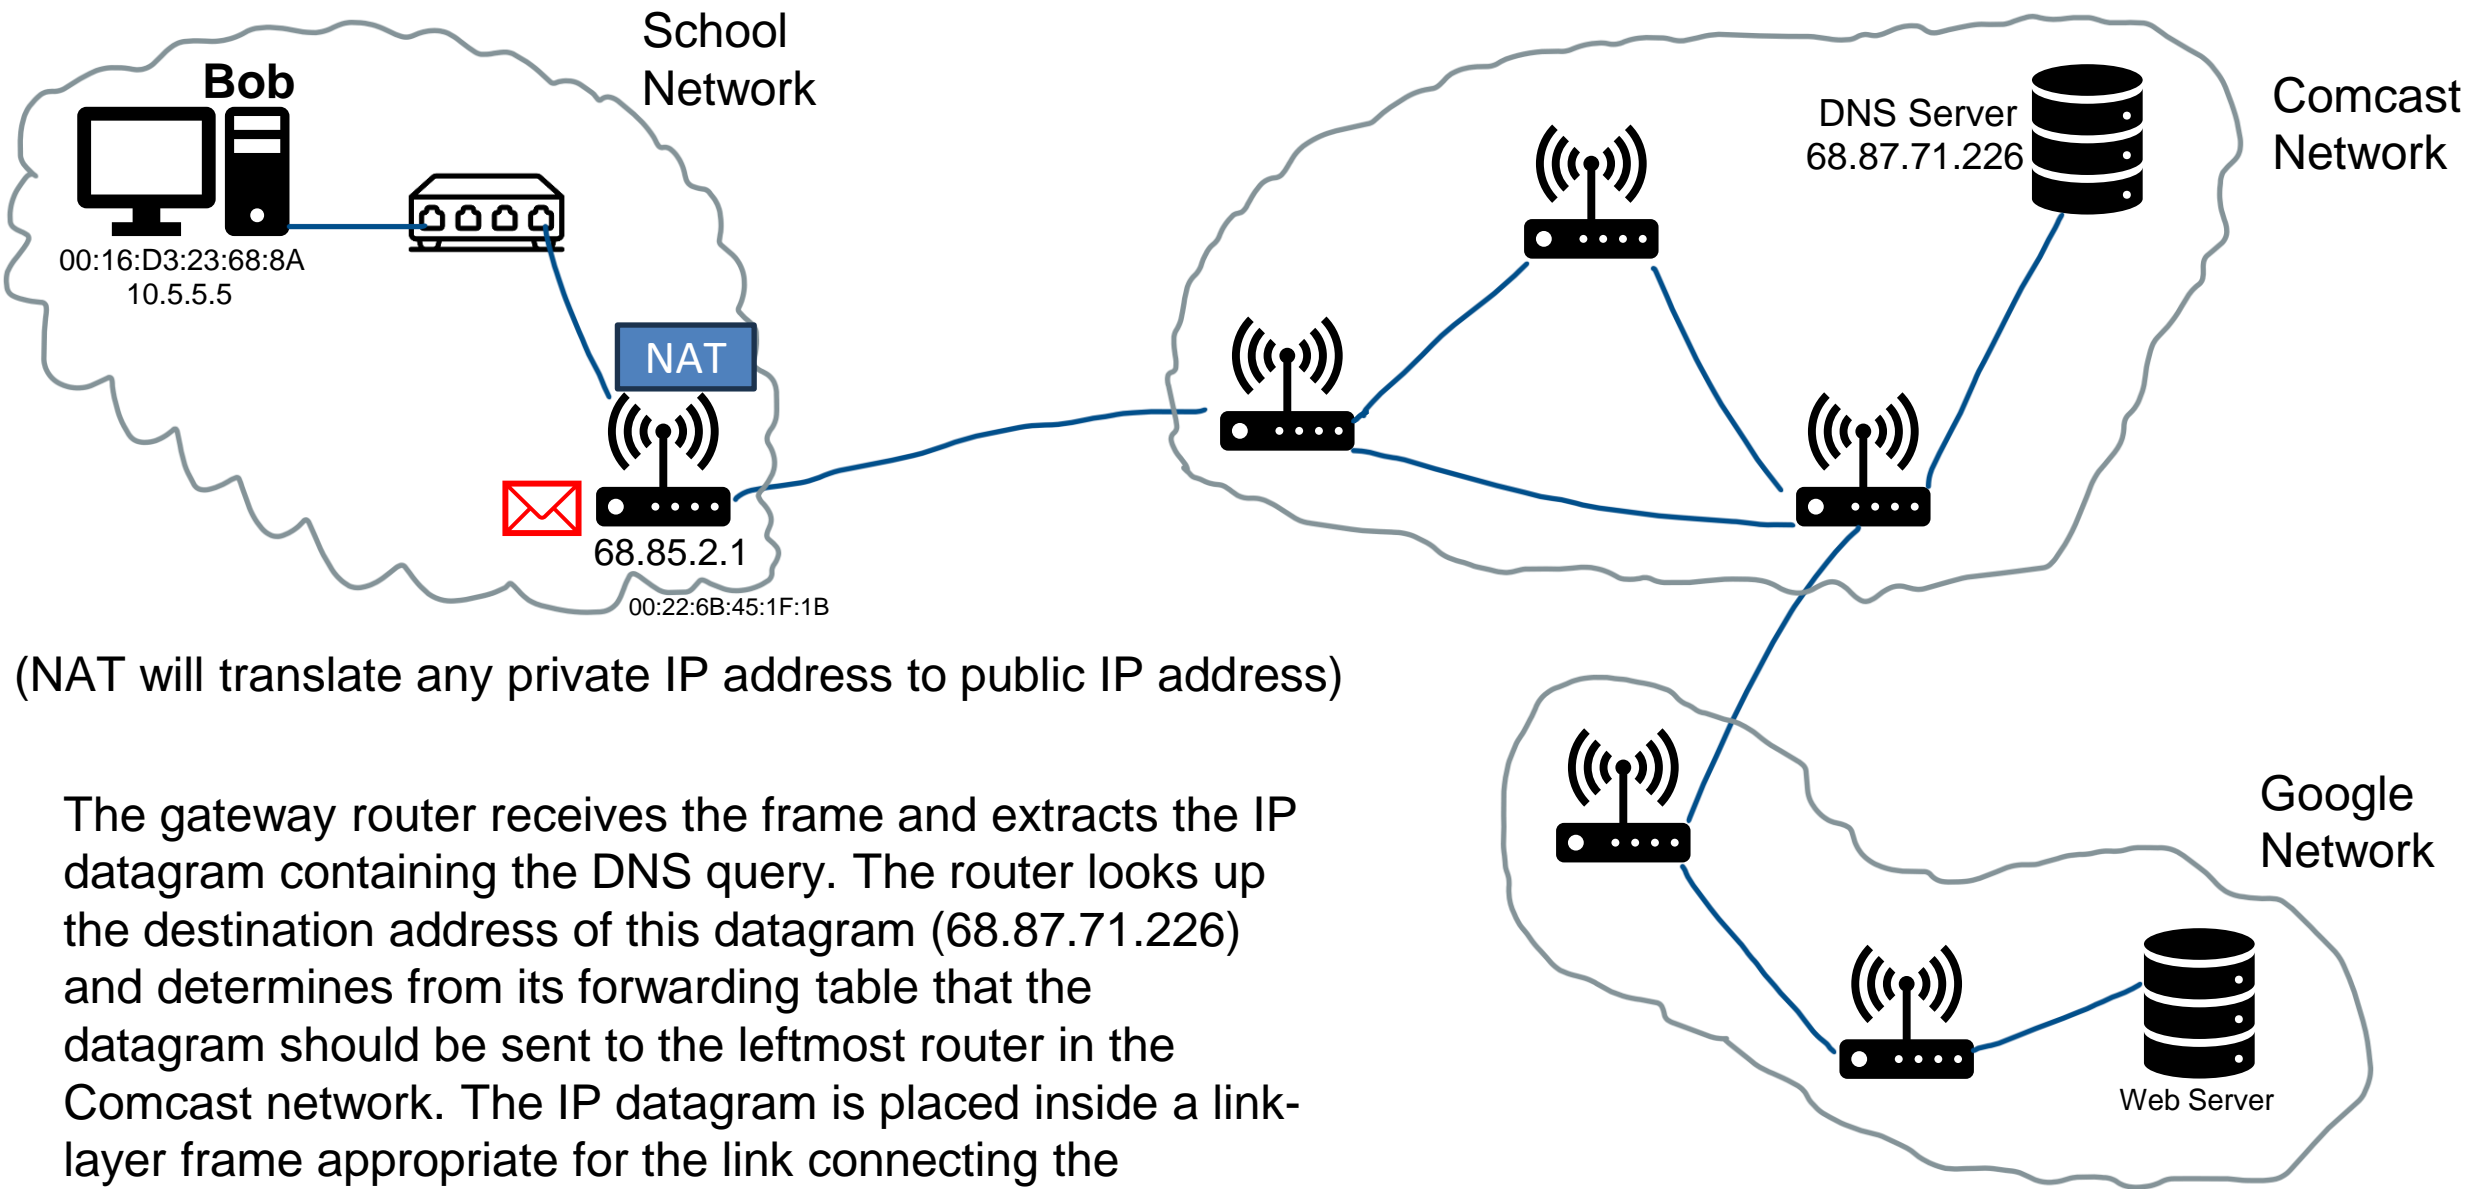 School
Network
Bob
00:16:D3:23:68:8A
10.5.5.5
NAT
68.85.2.1
00:22:6B:45:1F:1B
DNS Server
68.87.71.226
Comcast
Network
(NAT will translate any private IP address to public IP address)
The gateway router receives the frame and extracts the IP
datagram containing the DNS query. The router looks up
the destination address of this datagram (68.87.71.226)
and determines from its forwarding table that the
datagram should be sent to the leftmost router in the
Comcast network. The IP datagram is placed inside a link-
layer frame appropriate for the link connecting the
Google
Network
Web Server